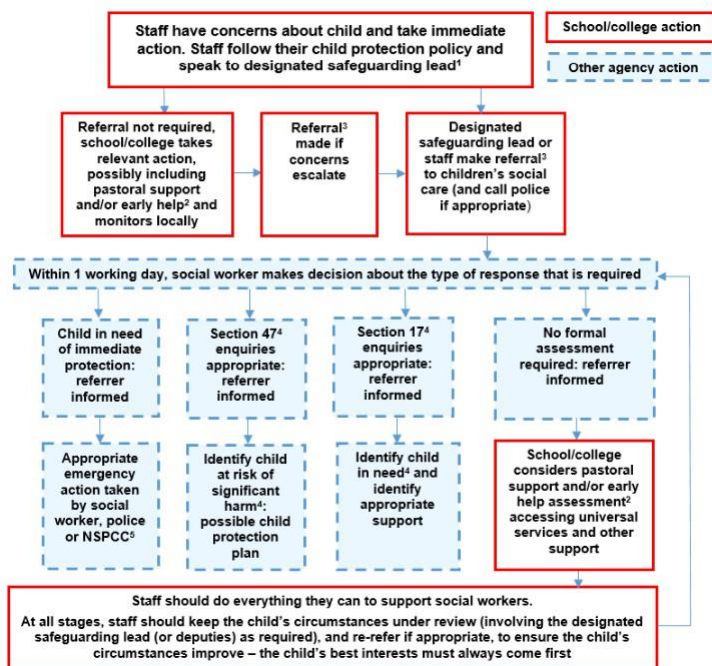 Staff have concerns about child and take immediate
action. Staff follow their child protection policy and
speak to designated safeguarding lead¹
School/college action
Other agency action
Referral not required,
school/college takes
relevant action,
possibly including
pastoral support
and/or early help² and
monitors locally
Referral³
made if
concerns
escalate
Designated
safeguarding lead or
staff make referral³
to children's social
care (and call police
if appropriate)
Within 1 working day, social worker makes decision about the type of response that is required
Child in need
of immediate
protection:
referrer
informed
Section 47⁴
enquiries
appropriate:
referrer
informed
Section 17⁴
enquiries
appropriate:
referrer
informed
No formal
assessment
required: referrer
informed
Appropriate
emergency
action taken
by social
worker, police
or NSPCC⁵
Identify child
at risk of
significant
harm⁴:
possible child
protection
plan
Identify child
in need⁴ and
identify
appropriate
support
School/college
considers pastoral
support and/or early
help assessment²
accessing universal
services and other
support
Staff should do everything they can to support social workers.
At all stages, staff should keep the child's circumstances under review (involving the designated
safeguarding lead (or deputies) as required), and re-refer if appropriate, to ensure the child's
circumstances improve – the child's best interests must always come first